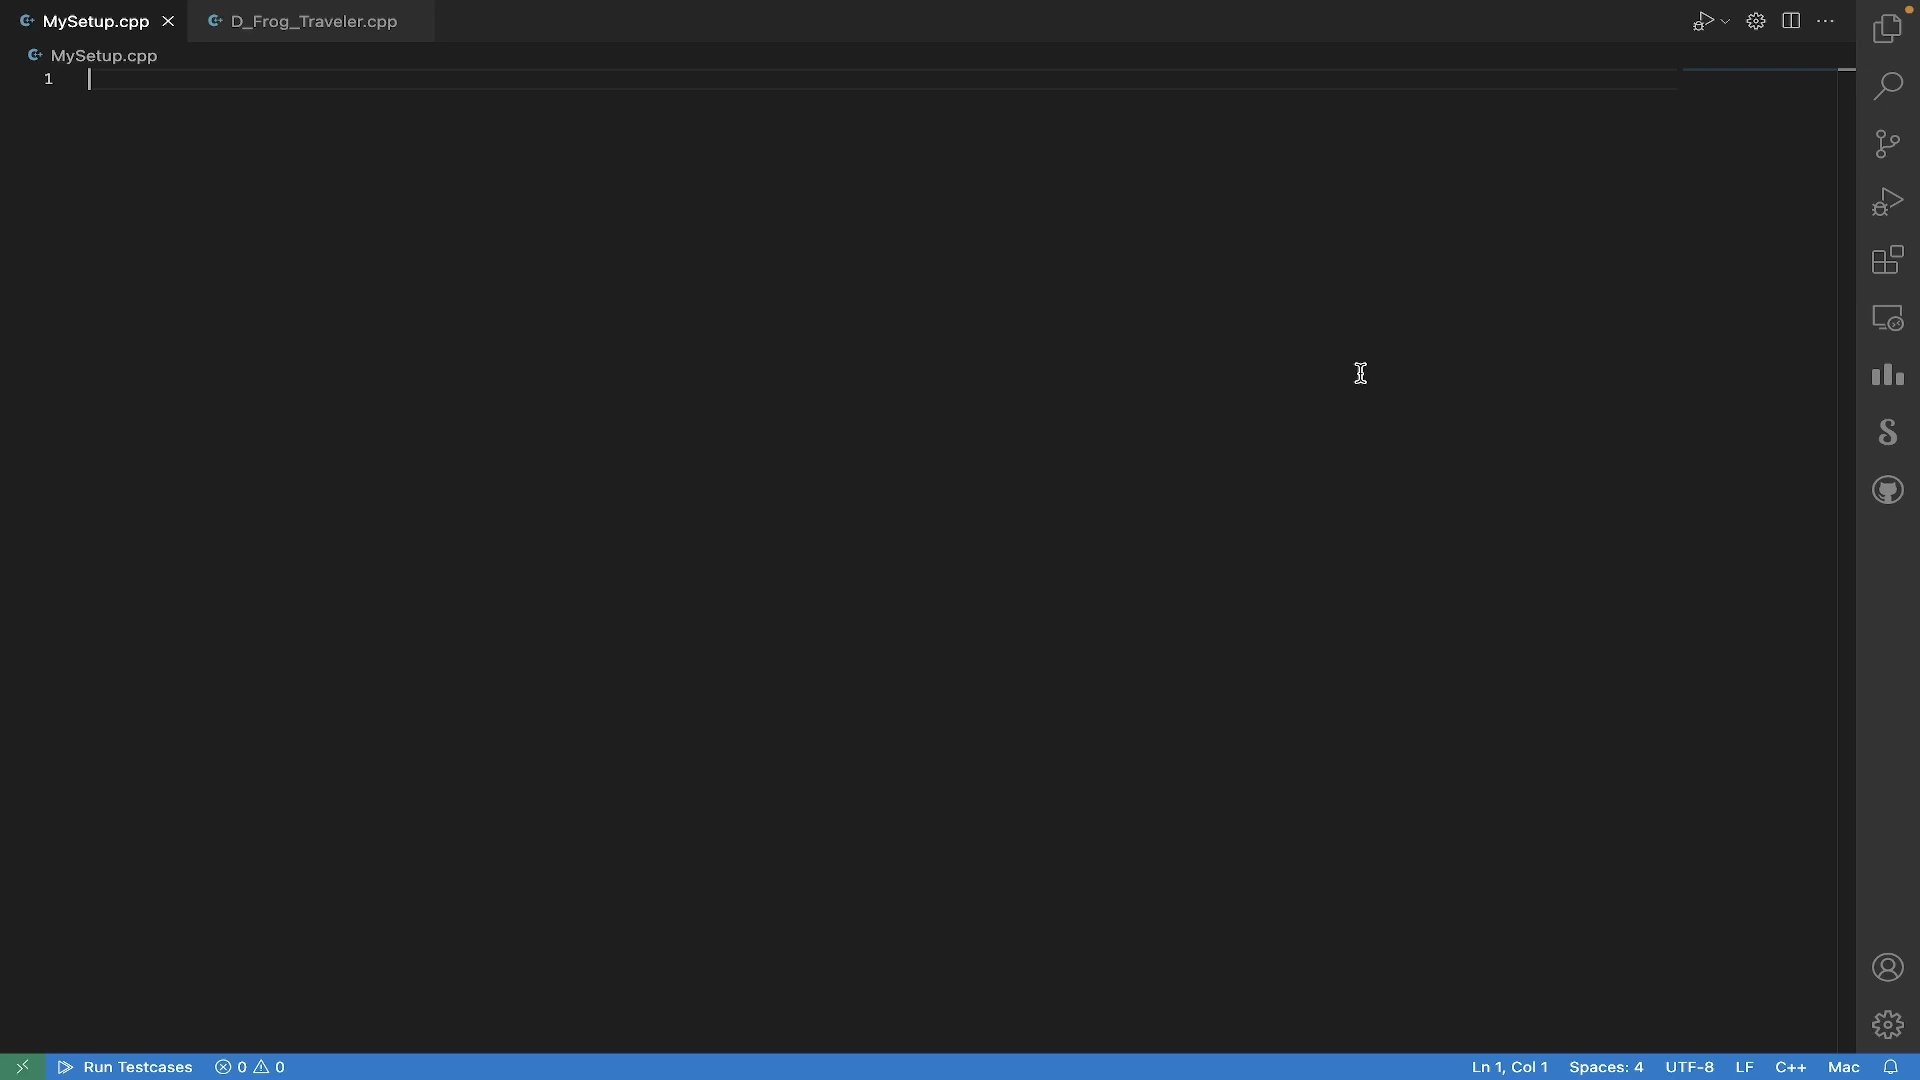 MySetup.cpp
D_Frog_Traveler.cpp
MySetup.cpp
1
Run Testcases 0 0 Ln 1, Col 1 Spaces: 4 UTF-8 LF C++ Mac